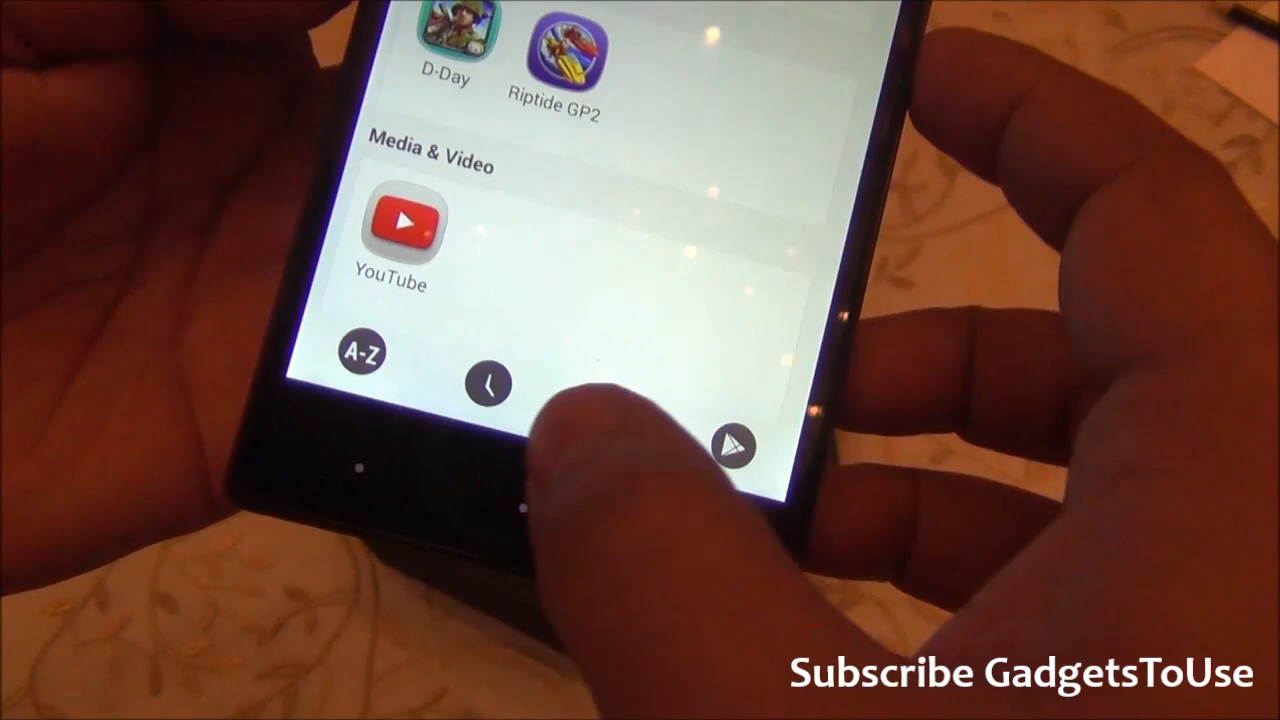 D-Day
Riptide GP2
Media & Video
YouTube
A-Z
Subscribe GadgetsToUse